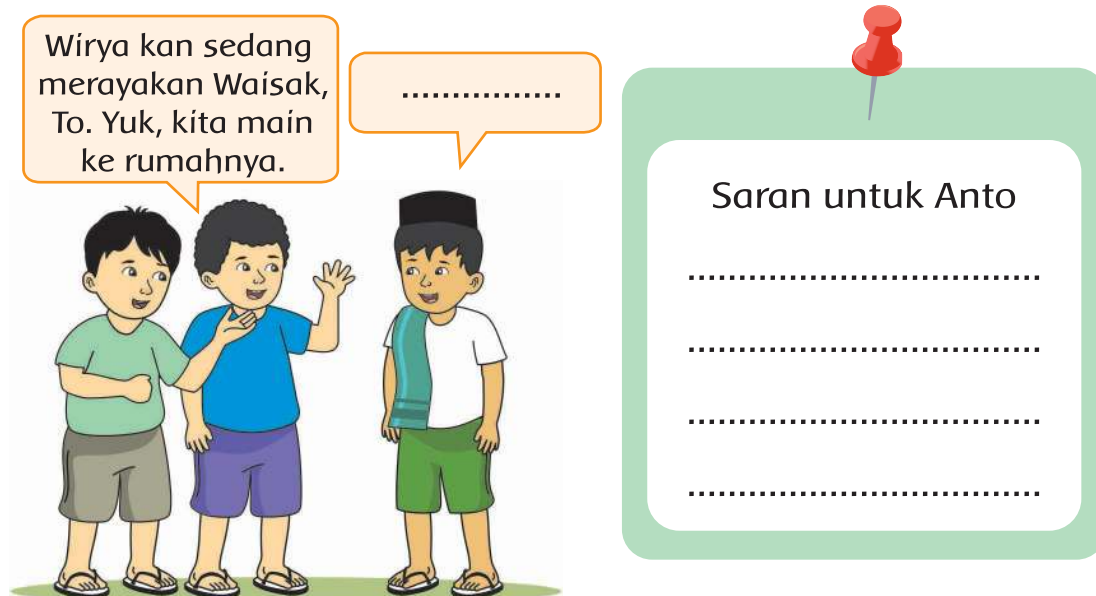 Wirya kan sedang
merayakan Waisak,
To. Yuk, kita main
ke rumahnya.
................
Saran untuk Anto
...................................
...................................
...................................
...................................